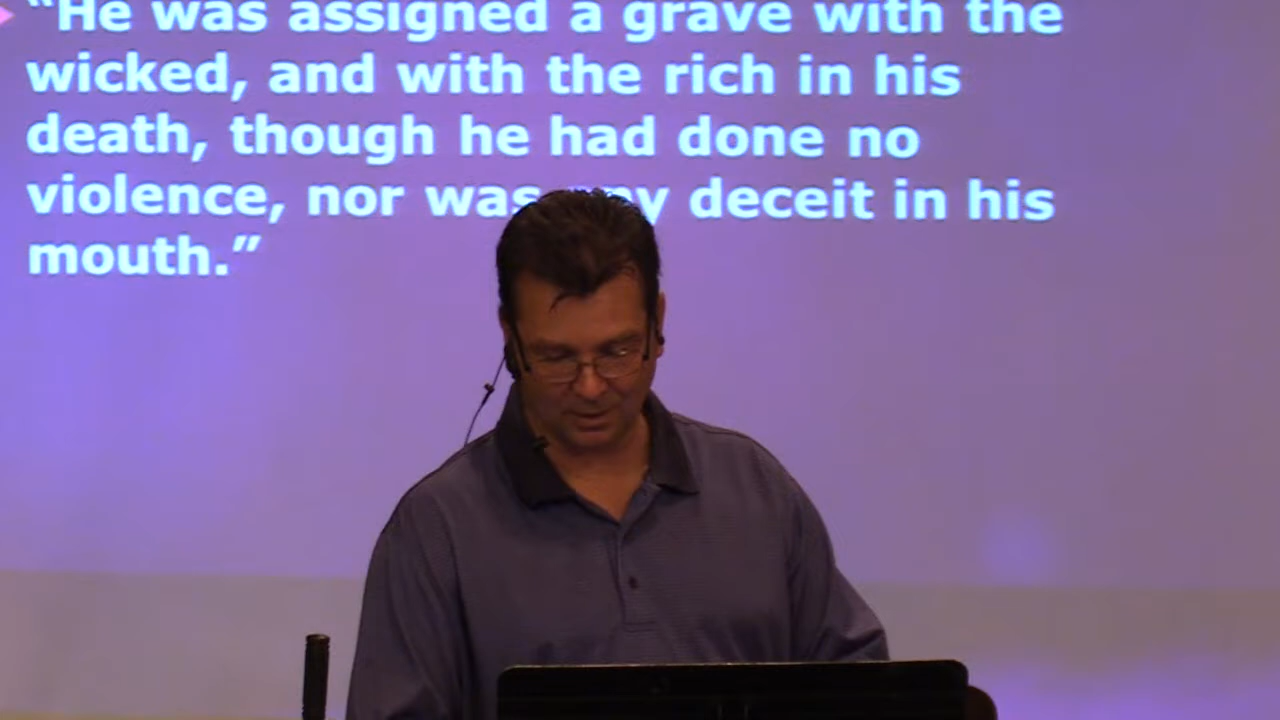 “He was assigned a grave with the
wicked, and with the rich in his
death, though he had done no
violence, nor was any deceit in his
mouth.”